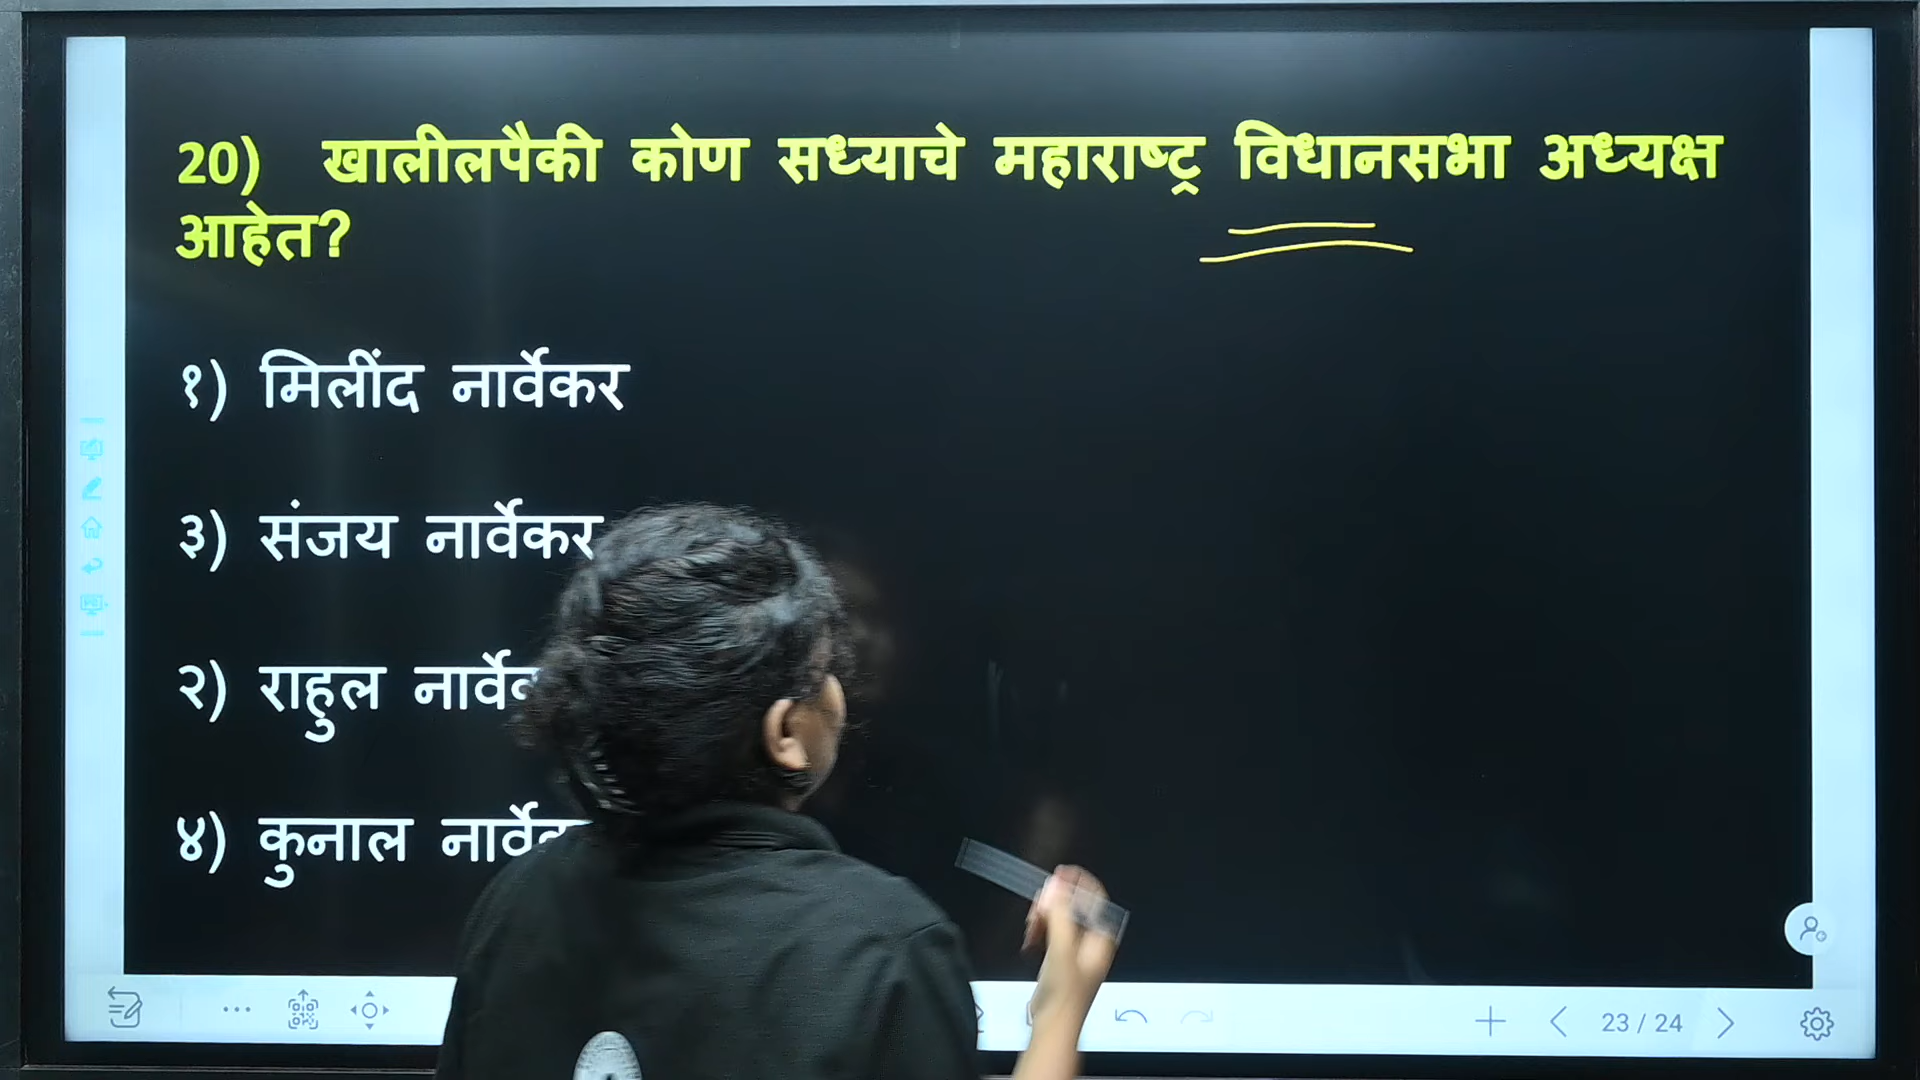 20) खालीलपैकी कोण सध्याचे महाराष्ट्र विधानसभा अध्यक्ष
आहेत?
१) मिलींद नार्वेकर
३) संजय नार्वेकर
२) राहुल
४) कुनाल
23 / 24